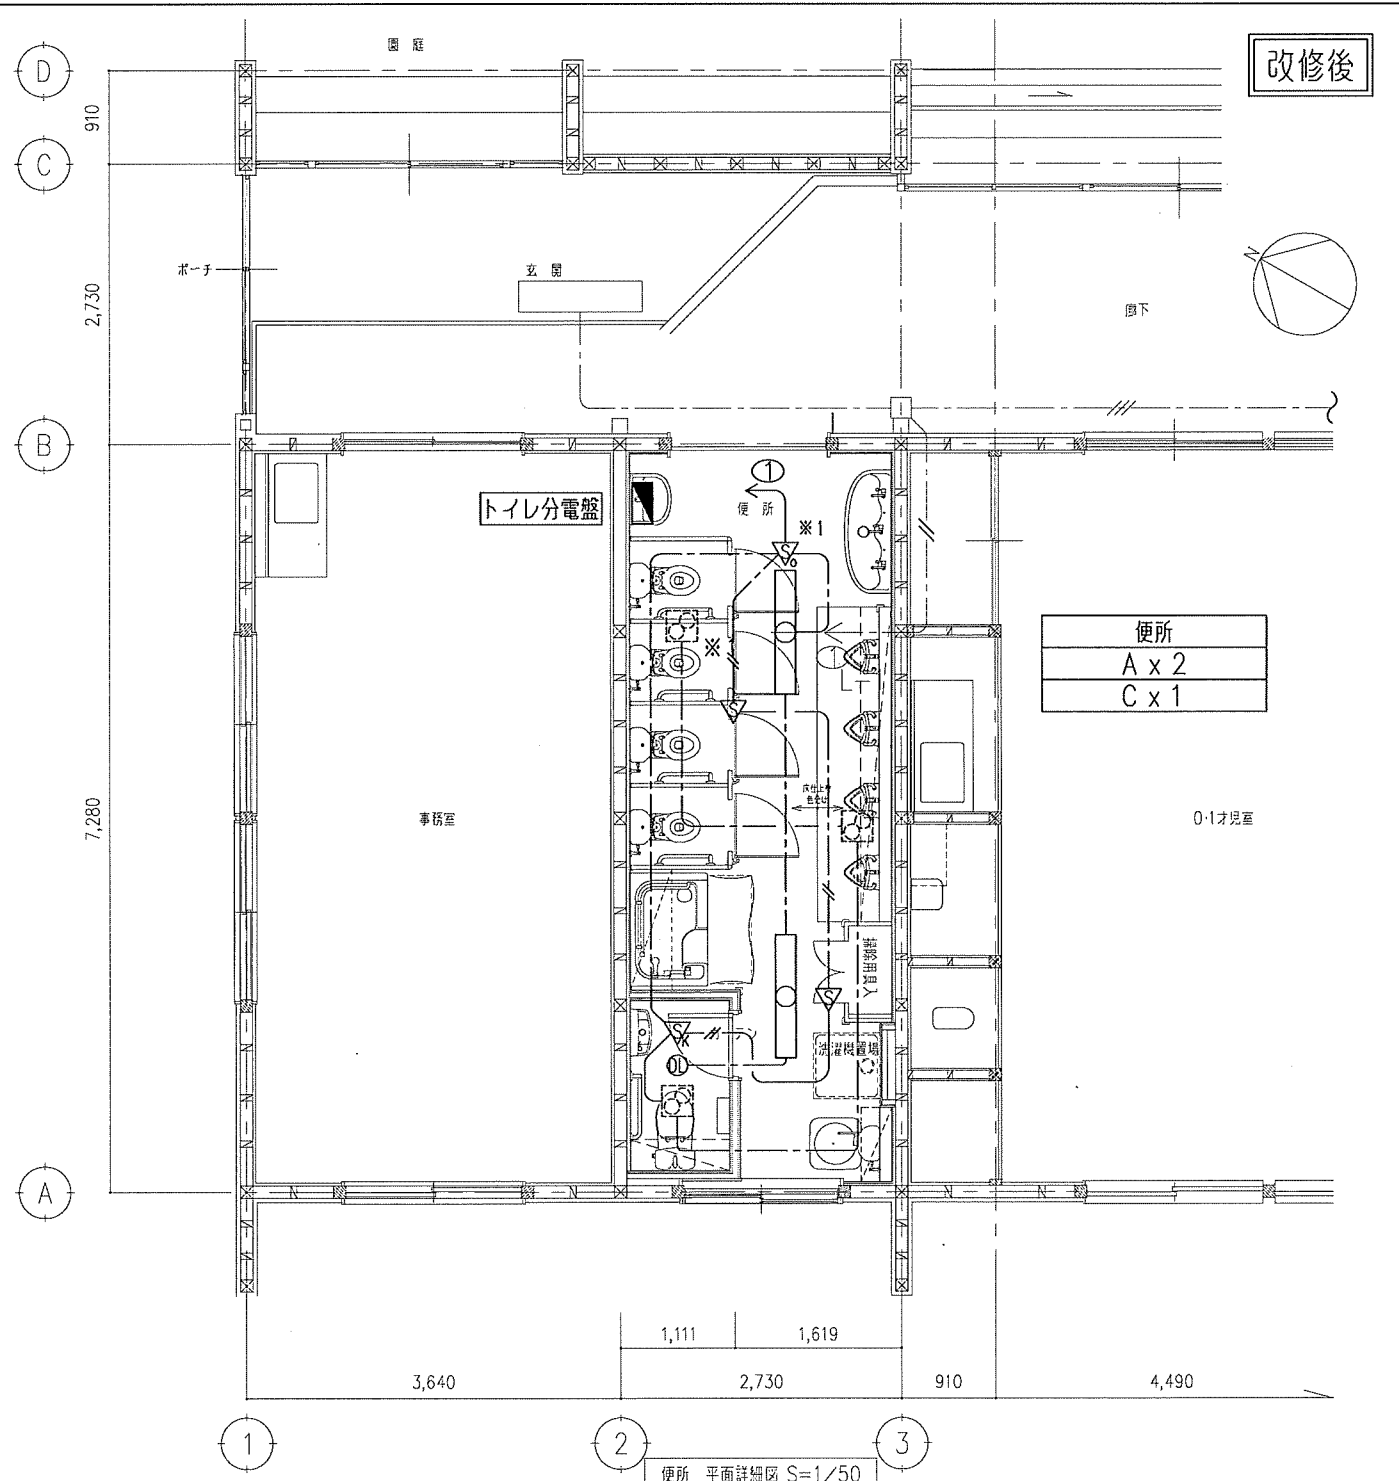 園庭
改修後
D
910
C
ポーチ
玄関
N
2,730
廊下
B
トイレ分電盤
1
便所
※1
S
便所
A x 2
C x 1
※
S
7,280
事務室
0・1才児室
掃除用具入
S
S
DL
洗濯機置場
A
1,111
1,619
3,640
2,730
910
4,490
1
2
3
便所 平面詳細図 S=1/50